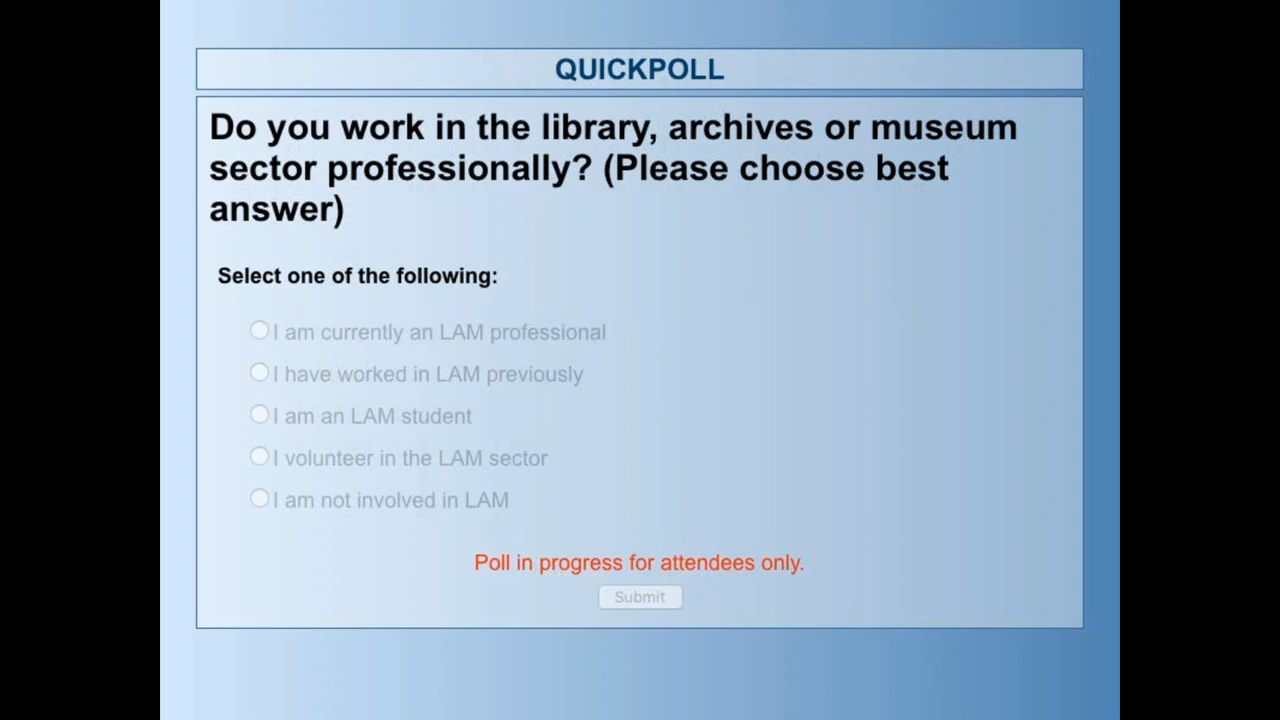 QUICKPOLL
Do you work in the library, archives or museum
sector professionally? (Please choose best
answer)
Select one of the following:
I am currently an LAM professional
I have worked in LAM previously
I am an LAM student
I volunteer in the LAM sector
I am not involved in LAM
Poll in progress for attendees only.
Submit